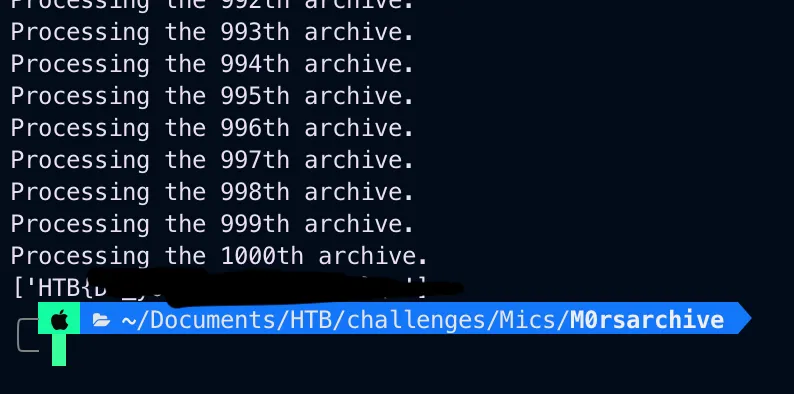 Processing the 992th archive.
Processing the 993th archive.
Processing the 994th archive.
Processing the 995th archive.
Processing the 996th archive.
Processing the 997th archive.
Processing the 998th archive.
Processing the 999th archive.
Processing the 1000th archive.
['HTB{ ']
~/Documents/HTB/challenges/Mics/M0rsarchive